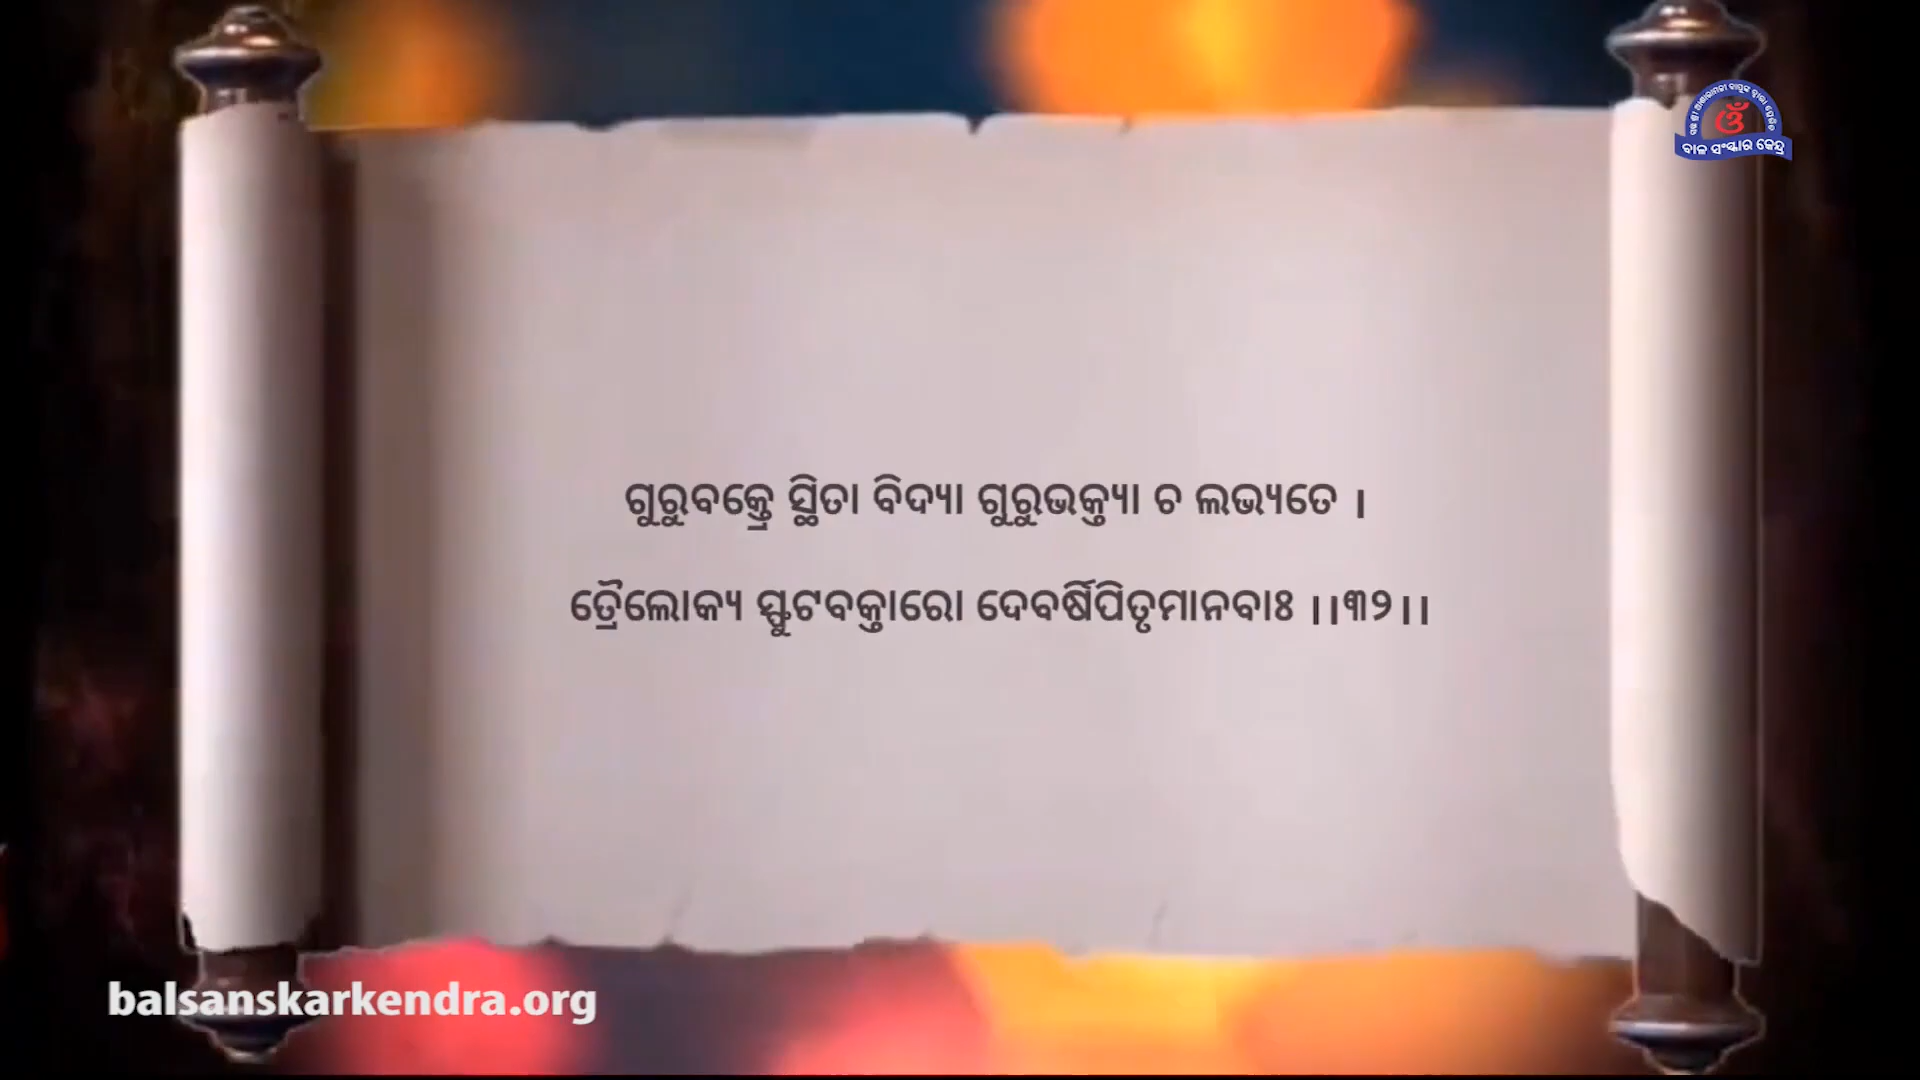 ବାଳ ସଂସ୍କାର କେନ୍ଦ୍ର
ଗୁରୁବକ୍ତ୍ରେ ସ୍ଥିତା ବିଦ୍ୟା ଗୁରୁଭକ୍ତ୍ୟା ଚ ଲଭ୍ୟତେ ।
ତ୍ରୈଲୋକ୍ୟ ସ୍ଫୁଟବକ୍ତାରୋ ଦେବର୍ଷିପିତୃମାନବାଃ ।।୩୨।।
balsanskarkendra.org